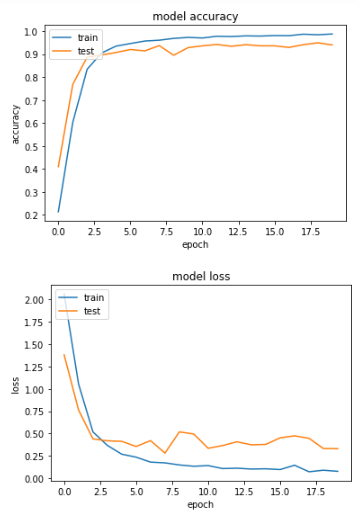 model accuracy
train
test
1.0
0.9
0.8
0.7
0.6
0.5
0.4
0.3
0.2
accuracy
0.0 2.5 5.0 7.5 10.0 12.5 15.0 17.5
epoch
model loss
train
test
2.00
1.75
1.50
1.25
1.00
0.75
0.50
0.25
0.00
loss
0.0 2.5 5.0 7.5 10.0 12.5 15.0 17.5
epoch